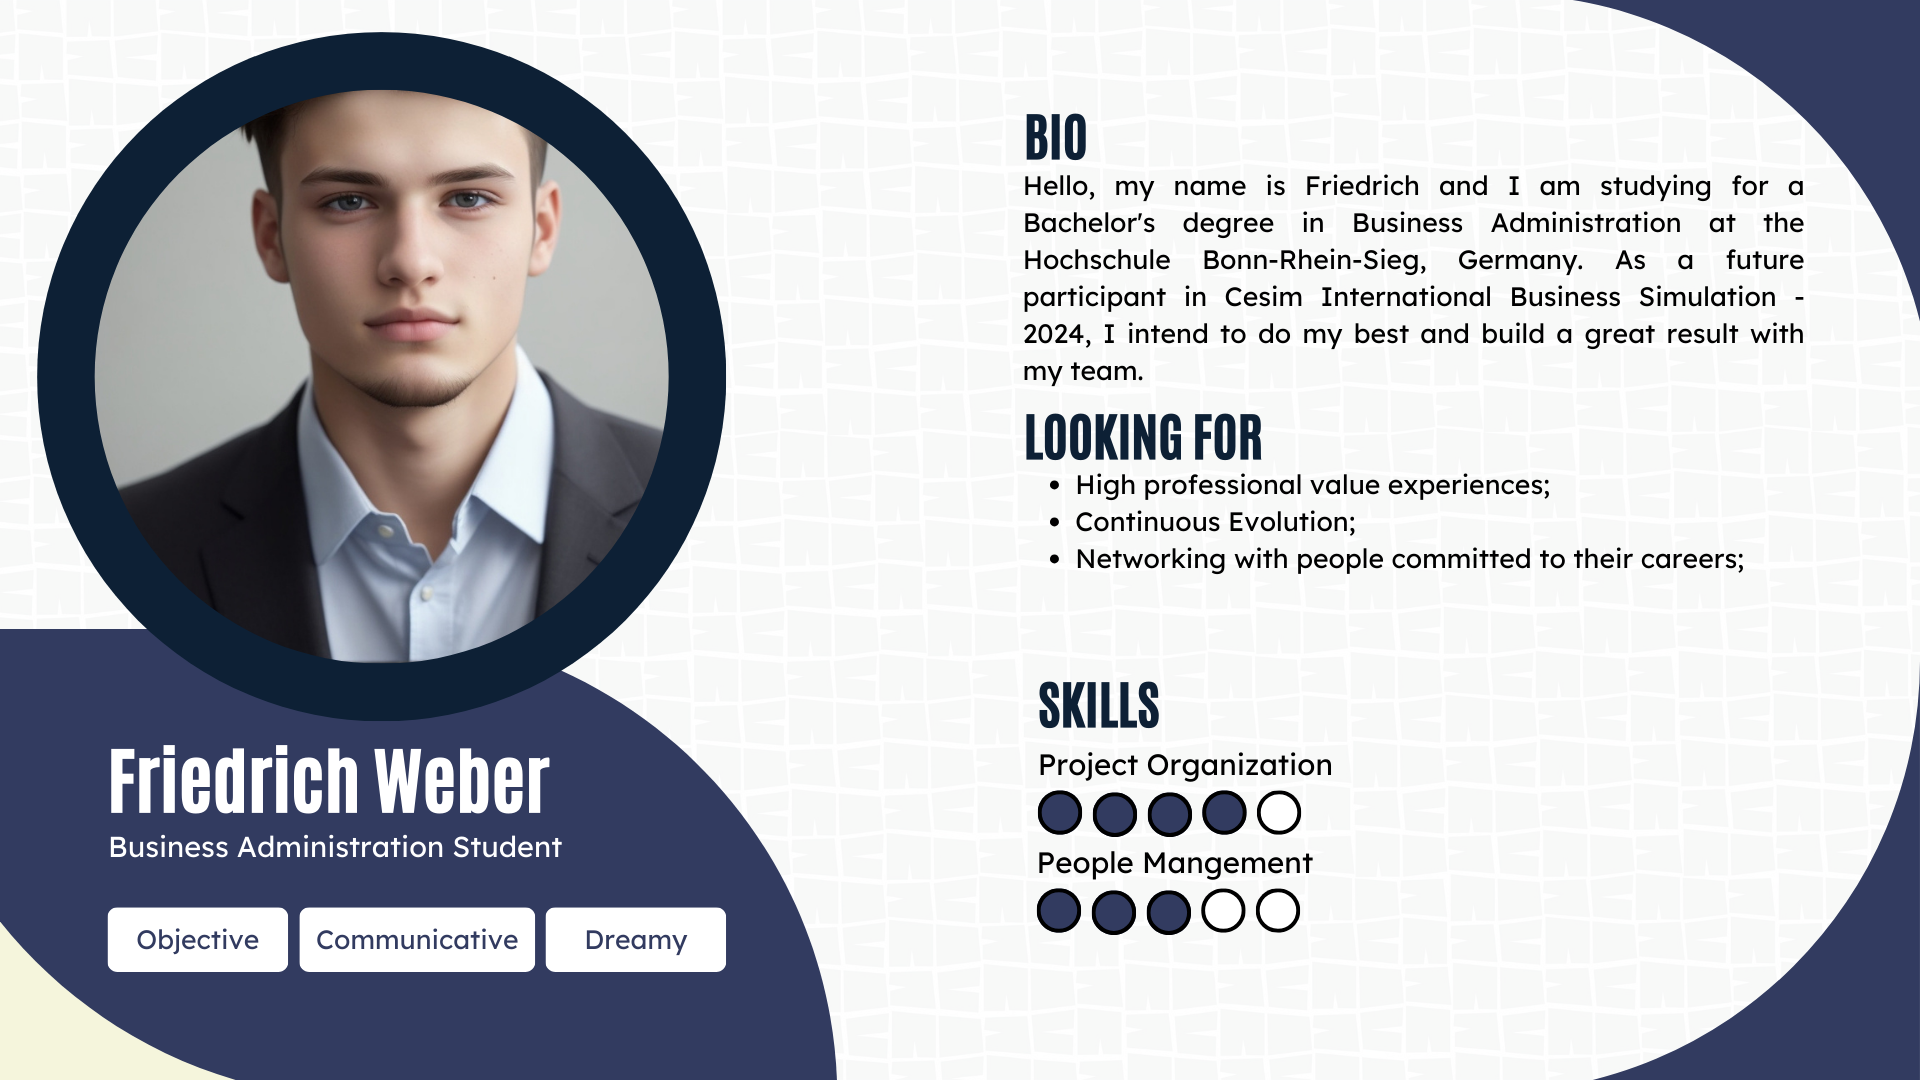 BIO
Hello, my name is Friedrich and I am studying for a
Bachelor's degree in Business Administration at the
Hochschule Bonn-Rhein-Sieg, Germany. As a future
participant in Cesim International Business Simulation -
2024, I intend to do my best and build a great result with
my team.
LOOKING FOR
• High professional value experiences;
• Continuous Evolution;
• Networking with people committed to their careers;
SKILLS
Project Organization
People Mangement
Friedrich Weber
Business Administration Student
Objective Communicative Dreamy